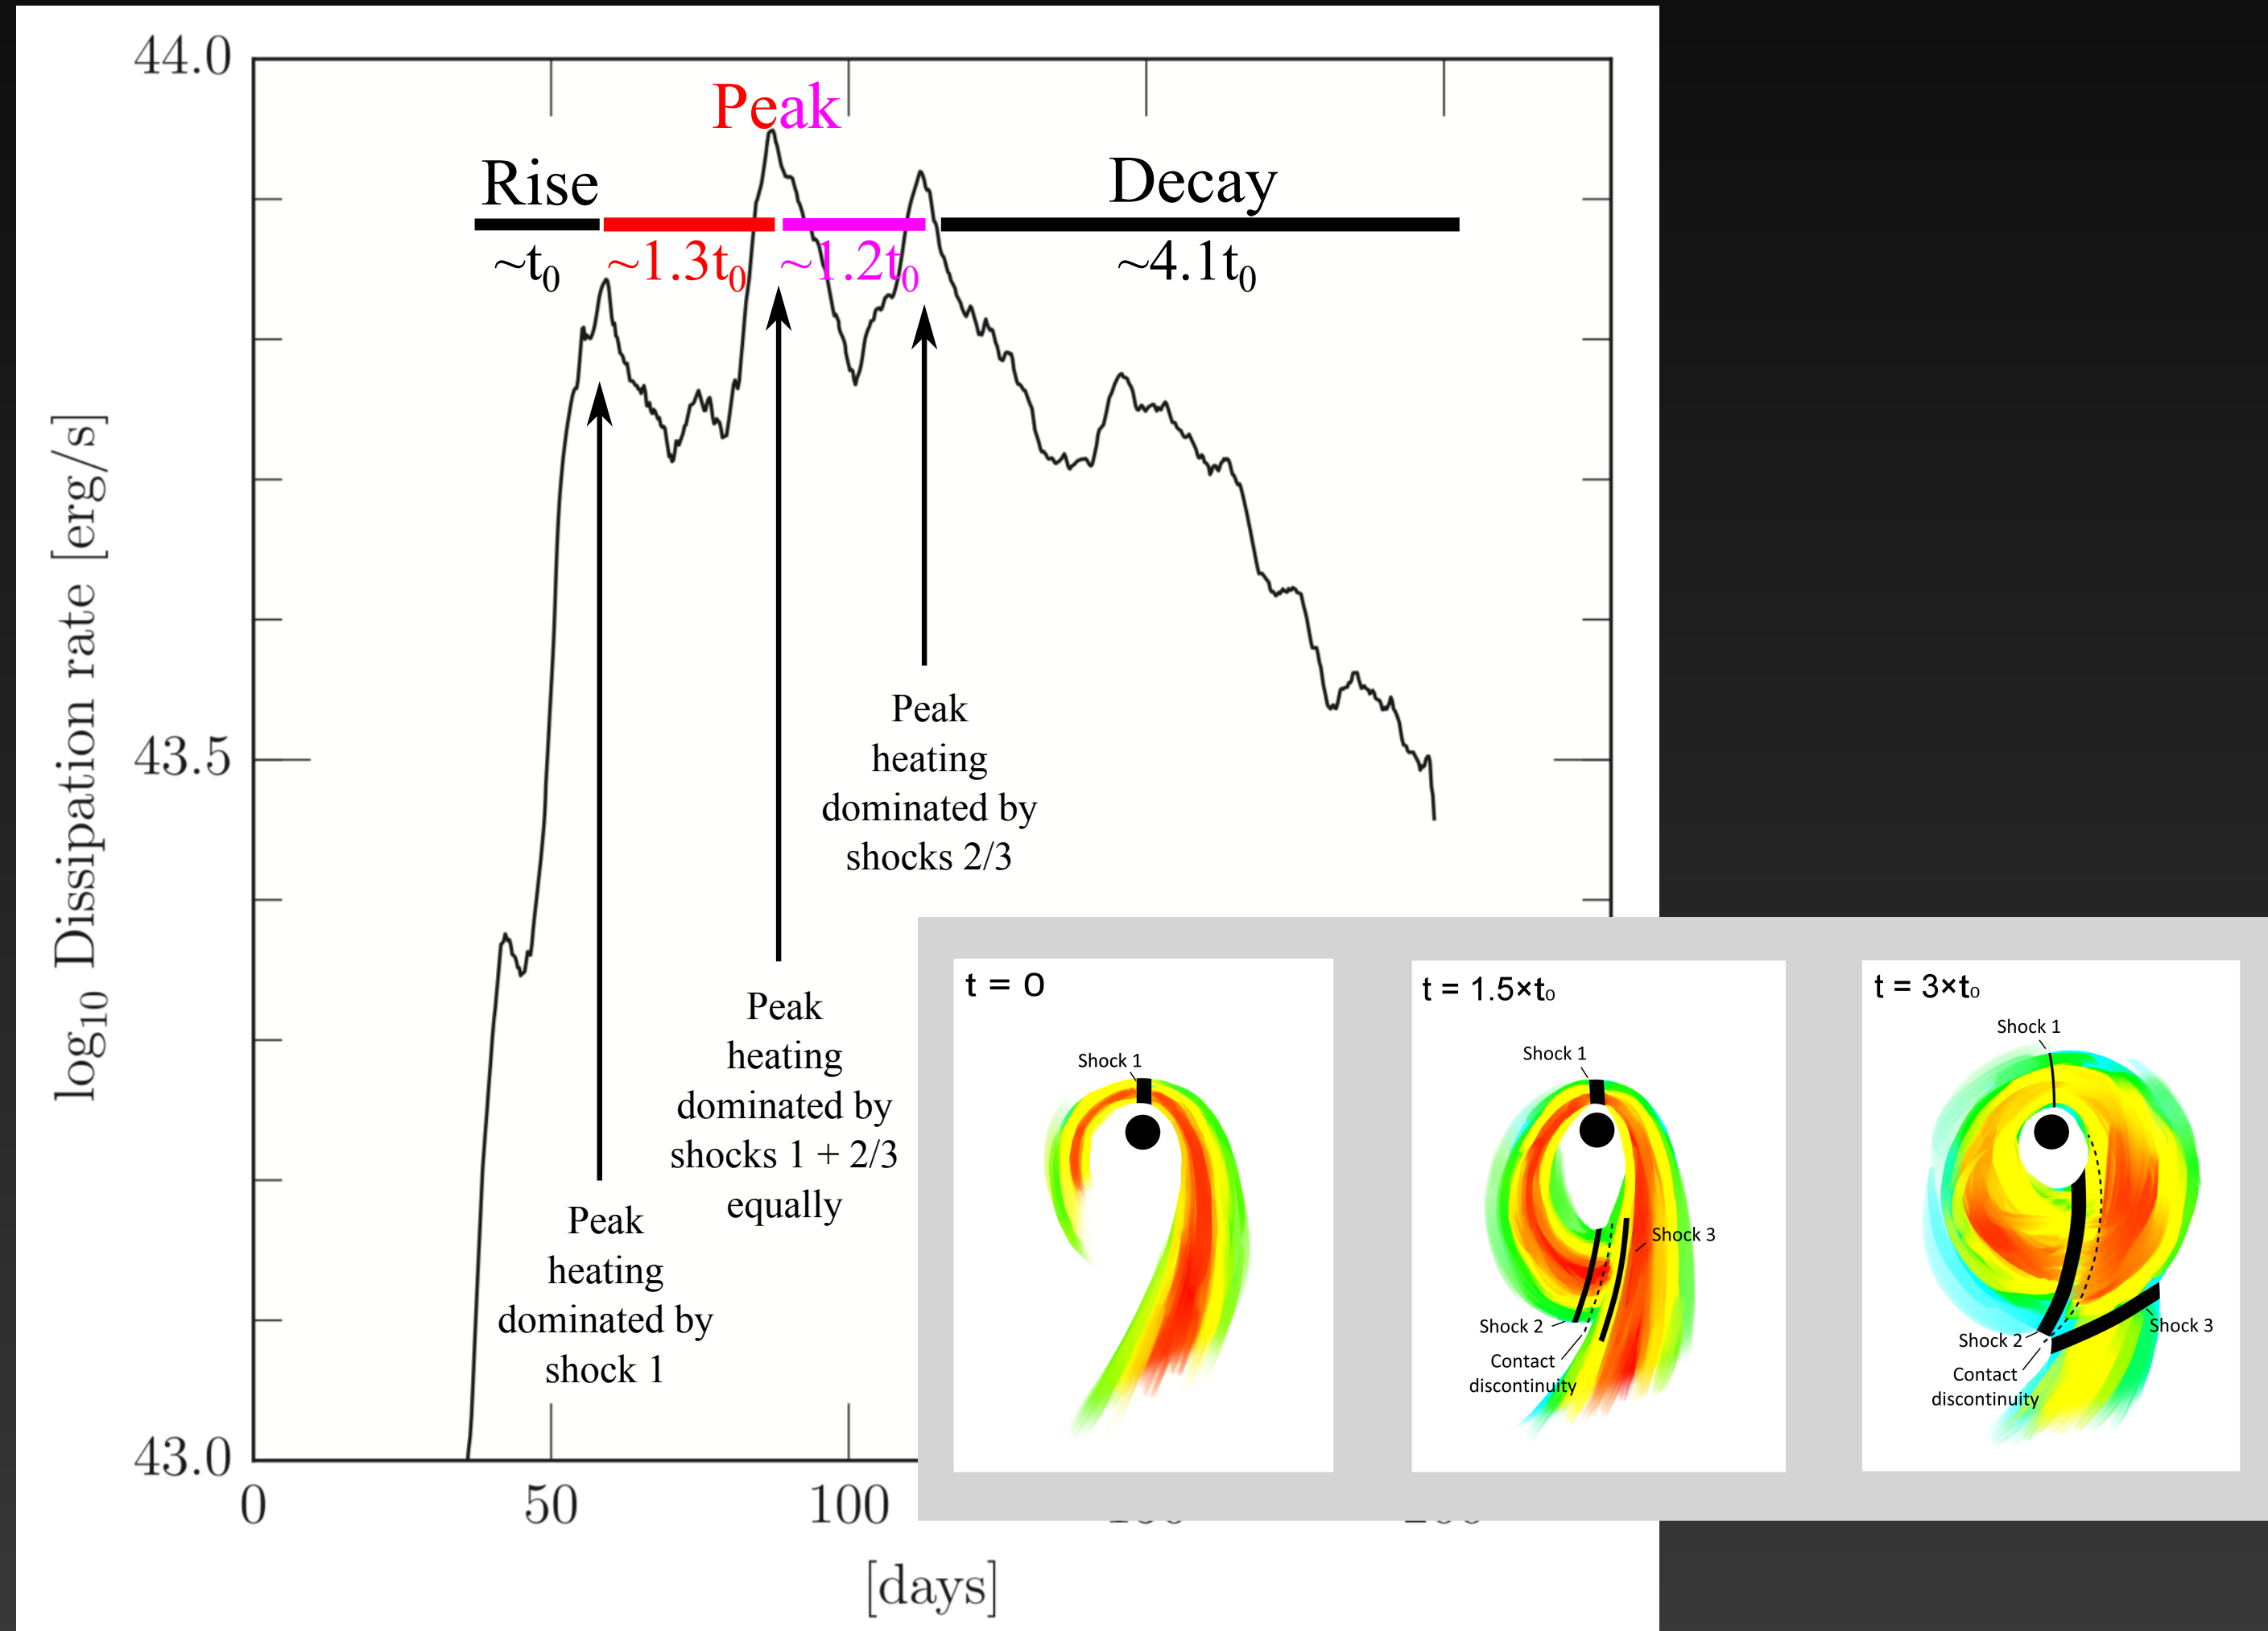 44.0
Peak
Rise
Decay
~t₀
~1.3t₀
~1.2t₀
~4.1t₀
log₁₀ Dissipation rate [erg/s]
43.5
Peak
heating
dominated by
shocks 2/3
Peak
heating
dominated by
shocks 1 + 2/3
equally
Peak
heating
dominated by
shock 1
43.0
0
50
100
[days]
t = 0
Shock 1
t = 1.5×t₀
Shock 1
Shock 3
Shock 2
Contact
discontinuity
t = 3×t₀
Shock 1
Shock 3
Shock 2
Contact
discontinuity